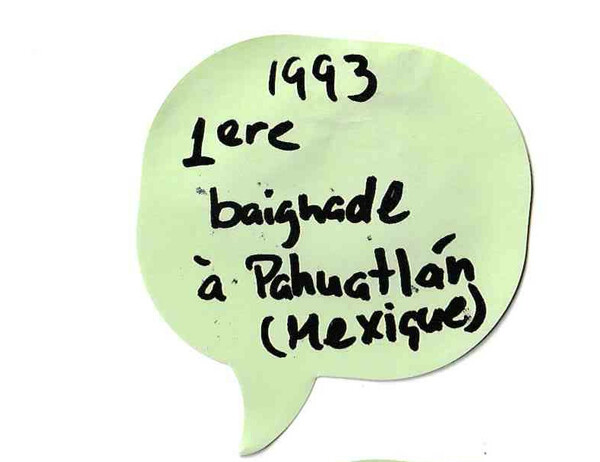 1993
1ere
baignade
à Pahuatlán
(Mexique)